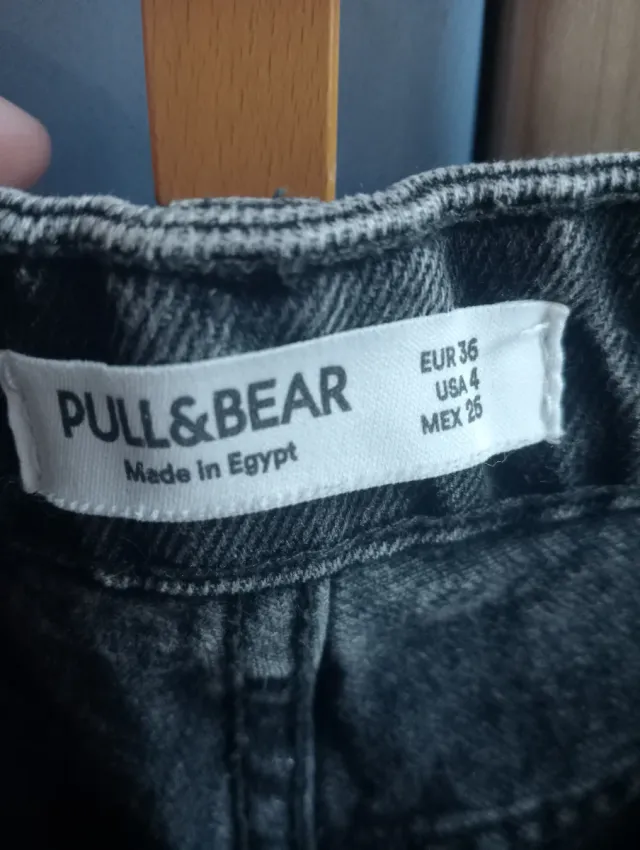 PULL&BEAR
Made in Egypt
EUR 36
USA 4
MEX 26